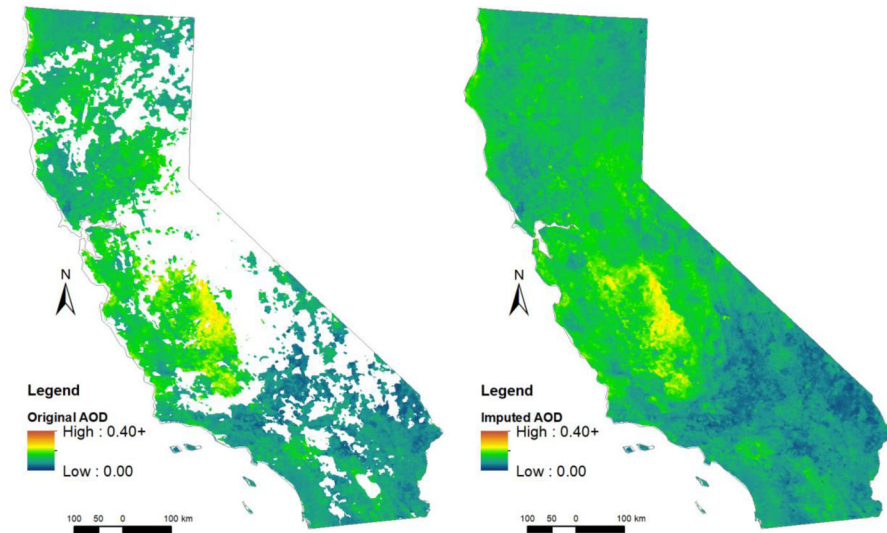 N
Legend
Original AOD
High : 0.40+
Low : 0.00
100 50 0 100 km
N
Legend
Imputed AOD
High : 0.40+
Low : 0.00
100 50 0 100 km